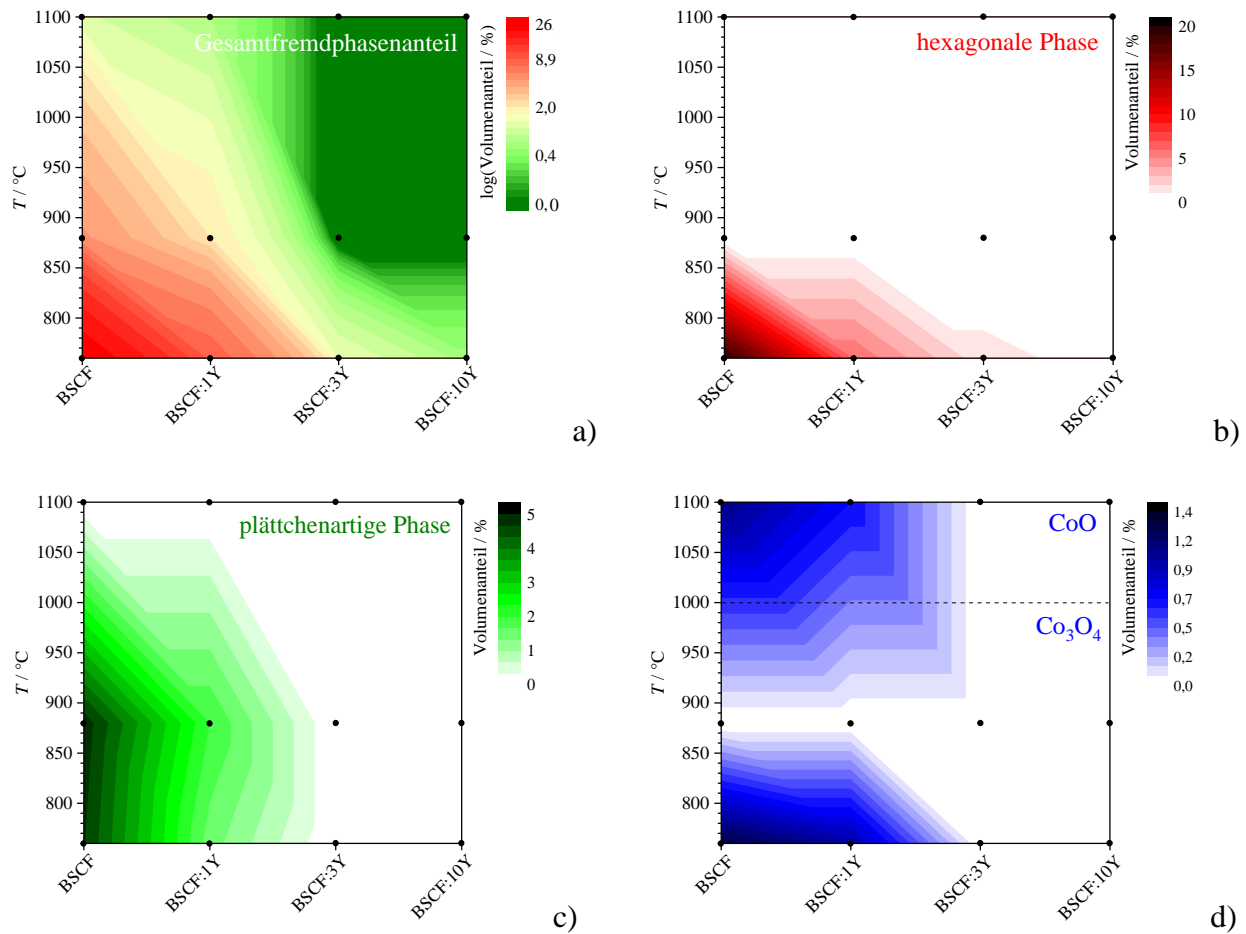 Gesamtfremdphasenanteil
1100
1050
1000
950
900
850
800
T / °C
BSCF
BSCF:1Y
BSCF:3Y
BSCF:10Y
26
8,9
2,0
0,4
0,0
log(Volumenanteil / %)
a)
hexagonale Phase
1100
1050
1000
950
900
850
800
T / °C
BSCF
BSCF:1Y
BSCF:3Y
BSCF:10Y
20
15
10
5
0
Volumenanteil / %
b)
plättchenartige Phase
1100
1050
1000
950
900
850
800
T / °C
BSCF
BSCF:1Y
BSCF:3Y
BSCF:10Y
5
4
3
2
1
0
Volumenanteil / %
c)
CoO
Co₃O₄
1100
1050
1000
950
900
850
800
T / °C
BSCF
BSCF:1Y
BSCF:3Y
BSCF:10Y
1,4
1,2
0,9
0,7
0,5
0,2
0,0
Volumenanteil / %
d)